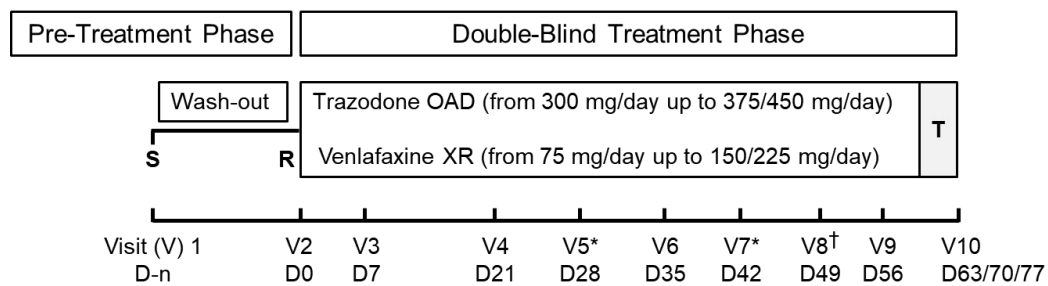 Pre-Treatment Phase
Double-Blind Treatment Phase
Wash-out
Trazodone OAD (from 300 mg/day up to 375/450 mg/day)
T
S
R
Venlafaxine XR (from 75 mg/day up to 150/225 mg/day)
Visit (V) 1 V2 V3 V4 V5* V6 V7* V8† V9 V10
D-n D0 D7 D21 D28 D35 D42 D49 D56 D63/70/77